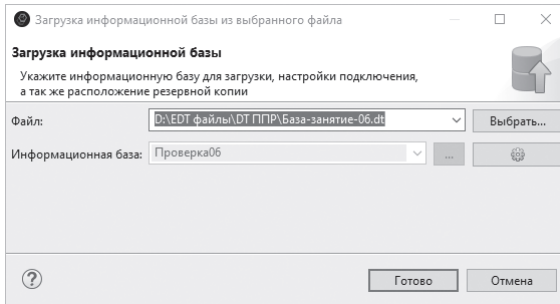 Загрузка информационной базы из выбранного файла
Загрузка информационной базы
Укажите информационную базу для загрузки, настройки подключения,
а так же расположение резервной копии
Файл: D:\EDT файлы\DT ППР\База-занятие-06.dt Выбрать...
Информационная база: Проверка06 ...
? Готово Отмена